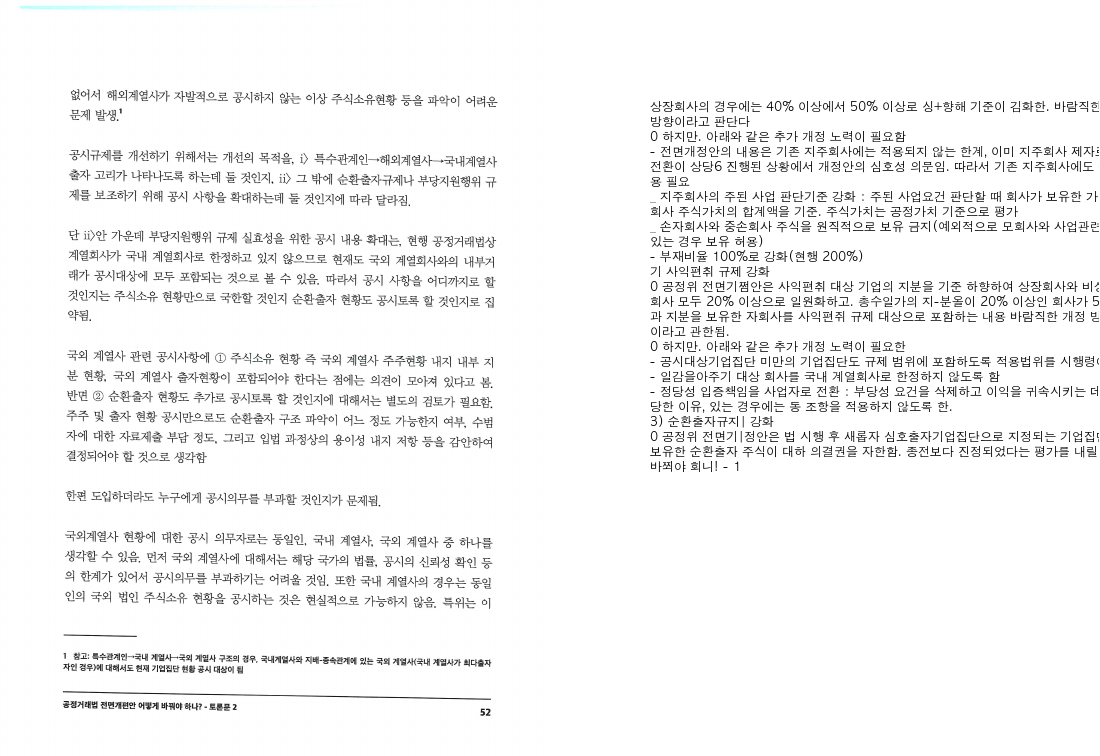 없어서 해외계열사가 자발적으로 공시하지 않는 이상 주식소유현황 등을 파악이 어려운
문제 발생.¹
공시규제를 개선하기 위해서는 개선의 목적을, i〉 특수관계인→해외계열사→국내계열사
출자 고리가 나타나도록 하는데 둘 것인지, ii〉 그 밖에 순환출자규제나 부당지원행위 규
제를 보조하기 위해 공시 사항을 확대하는데 둘 것인지에 따라 달라짐.
단 ii〉안 가운데 부당지원행위 규제 실효성을 위한 공시 내용 확대는, 현행 공정거래법상
계열회사가 국내 계열회사로 한정하고 있지 않으므로 현재도 국외 계열회사와의 내부거
래가 공시대상에 모두 포함되는 것으로 볼 수 있음. 따라서 공시 사항을 어디까지로 할
것인지는 주식소유 현황만으로 국한할 것인지 순환출자 현황도 공시토록 할 것인지로 집
약됨.
국외 계열사 관련 공시사항에 ① 주식소유 현황 즉 국외 계열사 주주현황 내지 내부 지
분 현황, 국외 계열사 출자현황이 포함되어야 한다는 점에는 의견이 모아져 있다고 봄.
반면 ② 순환출자 현황도 추가로 공시토록 할 것인지에 대해서는 별도의 검토가 필요함.
주주 및 출자 현황 공시만으로도 순환출자 구조 파악이 어느 정도 가능한지 여부, 수범
자에 대한 자료제출 부담 정도, 그리고 입법 과정상의 용이성 내지 저항 등을 감안하여
결정되어야 할 것으로 생각함
한편 도입하더라도 누구에게 공시의무를 부과할 것인지가 문제됨.
국외계열사 현황에 대한 공시 의무자로는 동일인, 국내 계열사, 국외 계열사 중 하나를
생각할 수 있음. 먼저 국외 계열사에 대해서는 해당 국가의 법률, 공시의 신뢰성 확인 등
의 한계가 있어서 공시의무를 부과하기는 어려울 것임. 또한 국내 계열사의 경우는 동일
인의 국외 법인 주식소유 현황을 공시하는 것은 현실적으로 가능하지 않음. 특위는 이
1 참고: 특수관계인→국내 계열사→국외 계열사 구조의 경우, 국내계열사와 지배-종속관계에 있는 국외 계열사(국내 계열사가 최다출자
자인 경우)에 대해서도 현재 기업집단 현황 공시 대상이 됨
공정거래법 전면개편안 어떻게 바꿔야 하나? - 토론문 2
52
상장회사의 경우에는 40% 이상에서 50% 이상로 싱+향해 기준이 김화한. 바람직한
방향이라고 판단다
0 하지만. 아래와 같은 추가 개정 노력이 필요함
– 전면개정안의 내용은 기존 지주회사에는 적용되지 않는 한계, 이미 지주회사 제자로
전환이 상당6 진행된 상황에서 개정안의 심호성 의문임. 따라서 기존 지주회사에도
용 필요
_ 지주회사의 주된 사업 판단기준 강화 : 주된 사업요건 판단할 때 회사가 보유한 가
회사 주식가치의 합계액을 기준. 주식가치는 공정가치 기준으로 평가
_ 손자회사와 중손회사 주식을 원직적으로 보유 금지(예외적으로 모회사와 사업관련
있는 경우 보유 허용)
– 부재비율 100%로 강화(현행 200%)
기 사익편취 규제 강화
0 공정위 전면기쩜안은 사익편취 대상 기업의 지분을 기준 하향하여 상장회사와 비상
회사 모두 20% 이상으로 일원화하고. 총수일가의 지-분올이 20% 이상인 회사가 5
과 지분을 보유한 자회사를 사익편쥐 규제 대상으로 포함하는 내용 바람직한 개정 방
이라고 관한됨.
0 하지만. 아래와 같은 추가 개정 노력이 필요한
– 공시대상기업집단 미만의 기업집단도 규제 범위에 포함하도록 적용법위를 시행령이
– 일감을아주기 대상 회사를 국내 계열회사로 한정하지 않도록 함
– 정당성 입증책임을 사업자로 전환 : 부당성 요건을 삭제하고 이익을 귀속시키는 데
당한 이유, 있는 경우에는 동 조항을 적용하지 않도록 한.
3) 순환출자규지| 강화
0 공정위 전면기|정안은 법 시행 후 새롭자 심호출자기업집단으로 지정되는 기업집단
보유한 순환출자 주식이 대하 의결권을 자한함. 종전보다 진정되었다는 평가를 내릴
바쬐야 회니! – 1